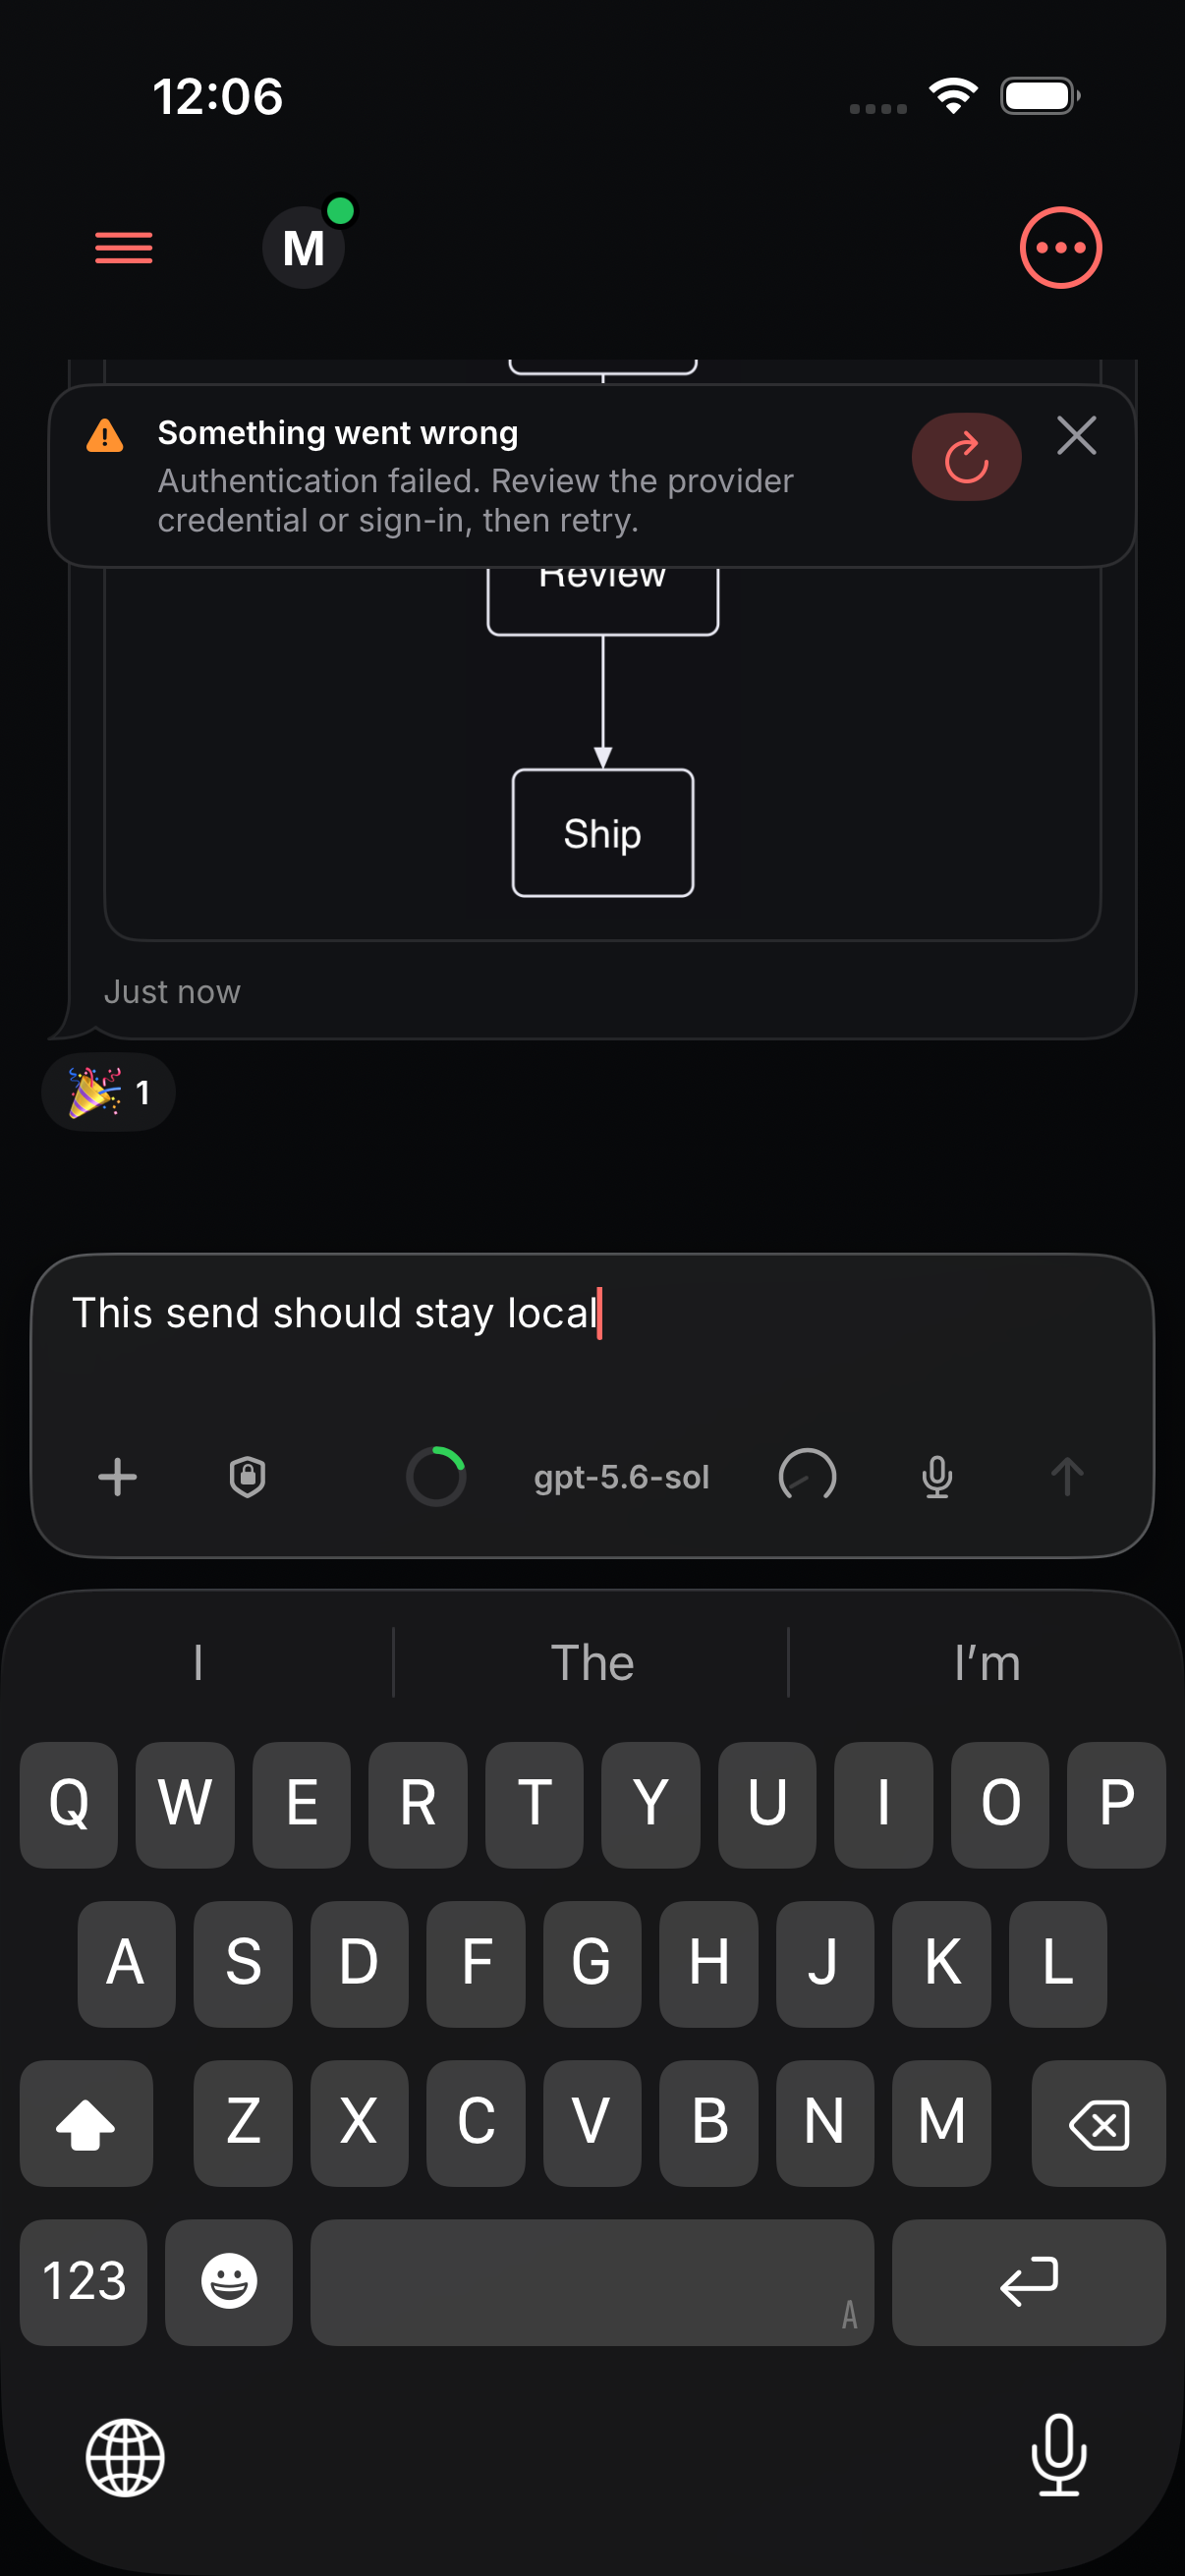 12:06
M
Something went wrong
Authentication failed. Review the provider
credential or sign-in, then retry.
Review
Ship
Just now
🎉 1
This send should stay local
gpt-5.6-sol
I The I’m
Q W E R T Y U I O P
A S D F G H J K L
Z X C V B N M
123
A